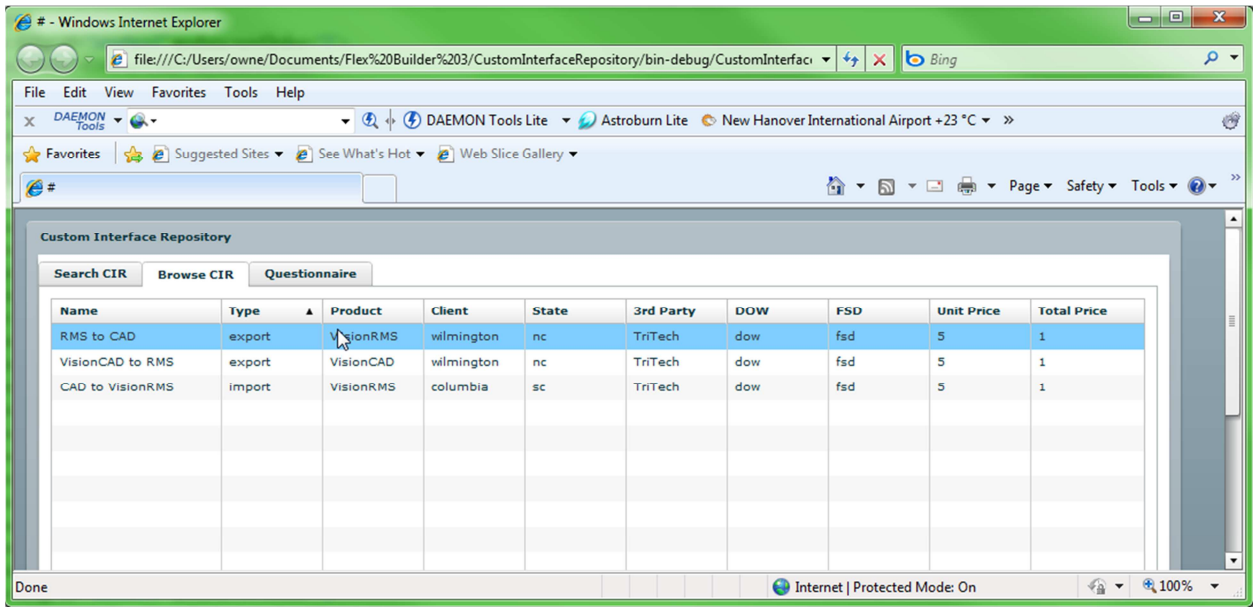 # - Windows Internet Explorer
file:///C:/Users/owne/Documents/Flex%20Builder%203/CustomInterfaceRepository/bin-debug/CustomInterfac Bing
File Edit View Favorites Tools Help
x DAEMON Tools DAEMON Tools Lite Astroburn Lite New Hanover International Airport +23 °C »
Favorites Suggested Sites See What's Hot Web Slice Gallery
# Page Safety Tools »
Custom Interface Repository
Search CIR Browse CIR Questionnaire
Name Type Product Client State 3rd Party DOW FSD Unit Price Total Price
RMS to CAD export VisionRMS wilmington nc TriTech dow fsd 5 1
VisionCAD to RMS export VisionCAD wilmington nc TriTech dow fsd 5 1
CAD to VisionRMS import VisionRMS columbia sc TriTech dow fsd 5 1
Done Internet | Protected Mode: On 100%